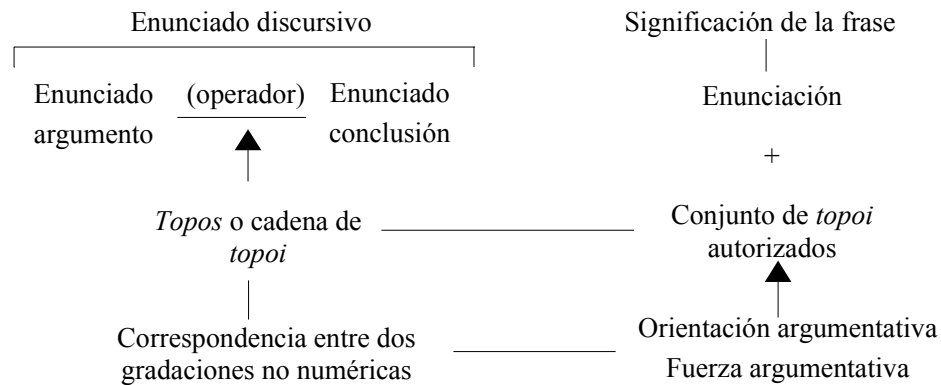 Enunciado discursivo
Enunciado argumento
(operador)
Enunciado conclusión
Topos o cadena de
topoi
Correspondencia entre dos
gradaciones no numéricas
Significación de la frase
Enunciación
+
Conjunto de topoi
autorizados
Orientación argumentativa
Fuerza argumentativa